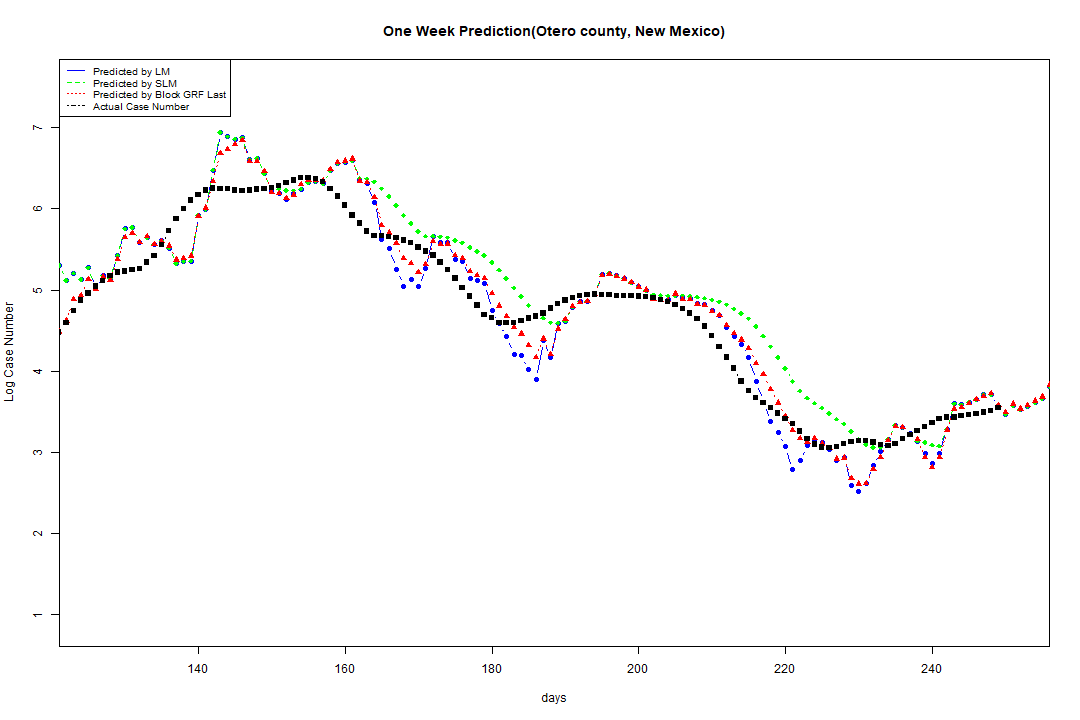 One Week Prediction(Otero county, New Mexico)
Predicted by LM
Predicted by SLM
Predicted by Block GRF Last
Actual Case Number
Log Case Number
7
6
5
4
3
2
1
140 160 180 200 220 240
days